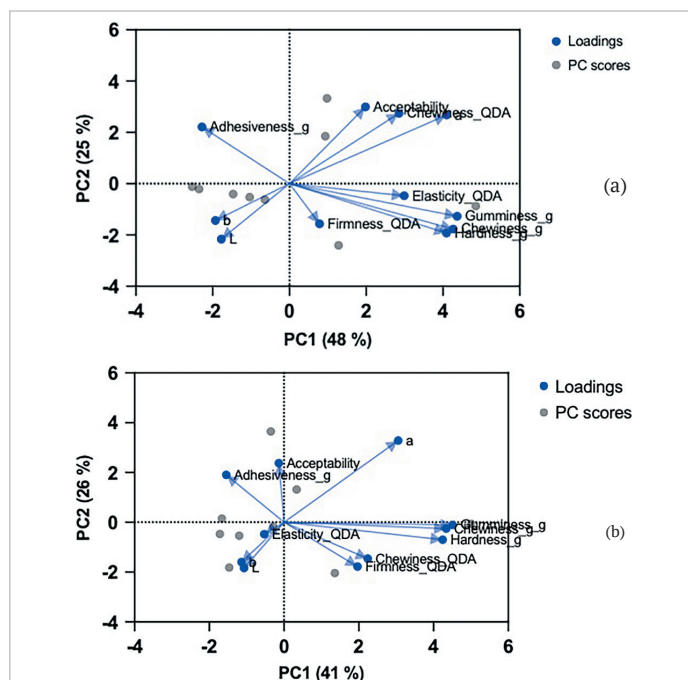 6
4
2
0
-2
-4
-4
-2
0
2
4
6
PC2 (25 %)
PC1 (48 %)
Loadings
PC scores
(a)
Acceptability
Chewiness_QDA
a
Adhesiveness_g
Elasticity_QDA
Gumminess_g
Chewiness_g
Hardness_g
Firmness_QDA
b
L
6
4
2
0
-2
-4
-4
-2
0
2
4
6
PC2 (26 %)
PC1 (41 %)
Loadings
PC scores
(b)
a
Acceptability
Adhesiveness_g
Gumminess_g
Chewiness_g
Hardness_g
Elasticity_QDA
Chewiness_QDA
Firmness_QDA
b
L